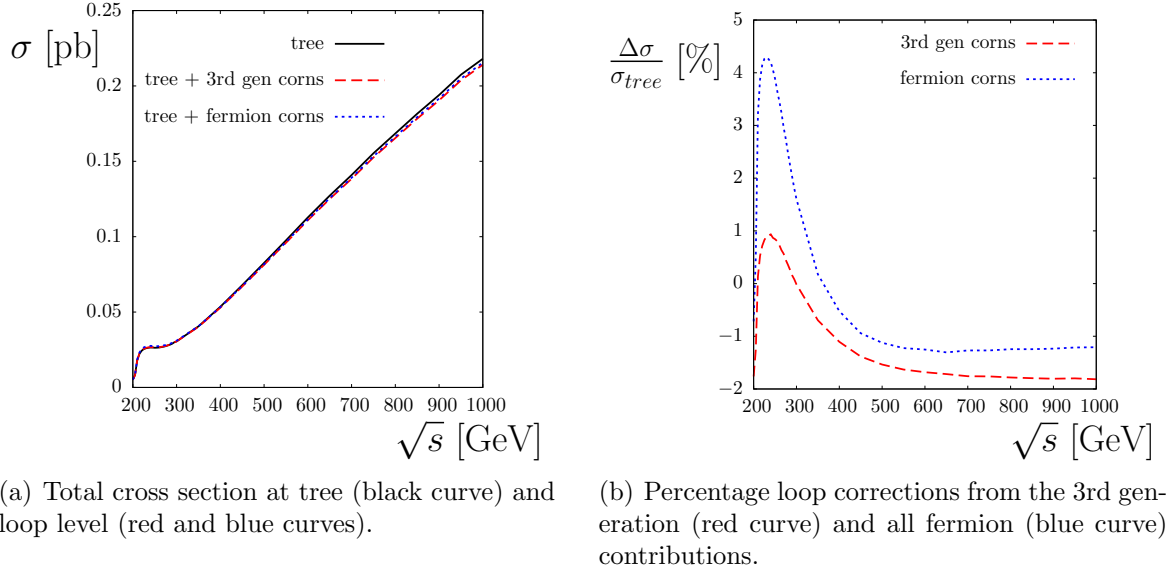 σ [pb]
tree
tree + 3rd gen corns
tree + fermion corns
0.25
0.2
0.15
0.1
0.05
0
200 300 400 500 600 700 800 900 1000
√s [GeV]
(a) Total cross section at tree (black curve) and
loop level (red and blue curves).
Δσ/σ_tree [%]
3rd gen corns
fermion corns
5
4
3
2
1
0
−1
−2
200 300 400 500 600 700 800 900 1000
√s [GeV]
(b) Percentage loop corrections from the 3rd gen-
eration (red curve) and all fermion (blue curve)
contributions.